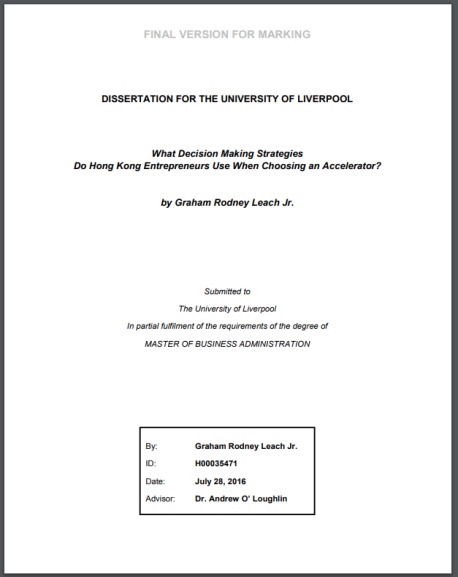 FINAL VERSION FOR MARKING
DISSERTATION FOR THE UNIVERSITY OF LIVERPOOL
What Decision Making Strategies
Do Hong Kong Entrepreneurs Use When Choosing an Accelerator?
by Graham Rodney Leach Jr.
Submitted to
The University of Liverpool
In partial fulfilment of the requirements of the degree of
MASTER OF BUSINESS ADMINISTRATION
By: Graham Rodney Leach Jr.
ID: H00035471
Date: July 28, 2016
Advisor: Dr. Andrew O' Loughlin